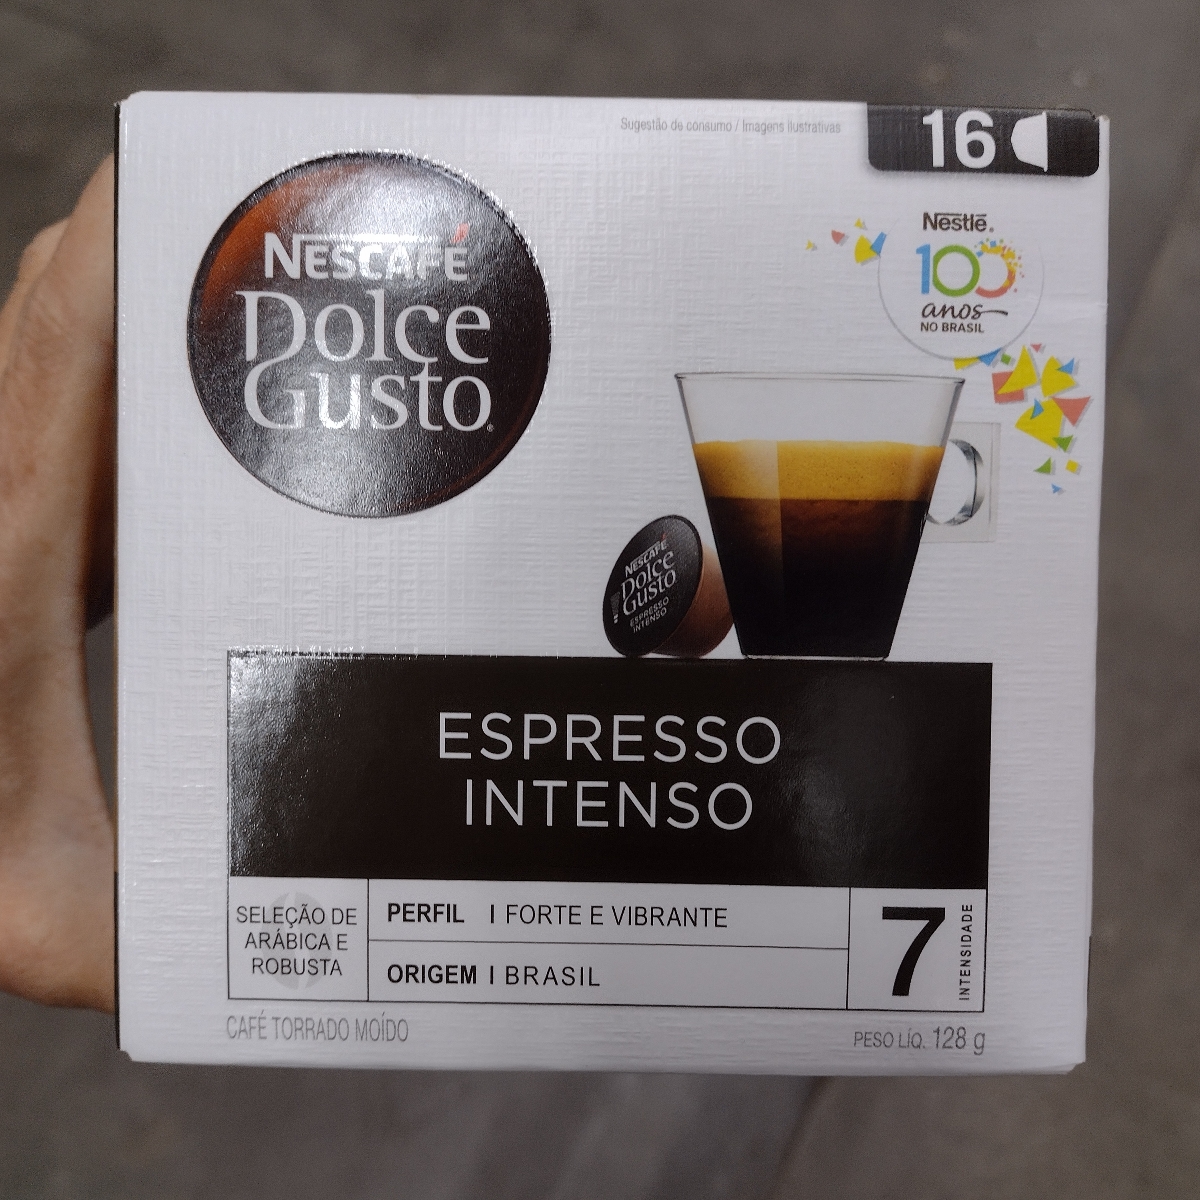 Sugestão de consumo / Imagens ilustrativas
16
NESCAFÉ
Dolce
Gusto
Nestlé
100
anos
NO BRASIL
NESCAFÉ
Dolce
Gusto
ESPRESSO
INTENSO
ESPRESSO
INTENSO
SELEÇÃO DE
ARÁBICA E
ROBUSTA
PERFIL | FORTE E VIBRANTE
ORIGEM | BRASIL
7
INTENSIDADE
CAFÉ TORRADO MOÍDO
PESO LÍQ. 128 g